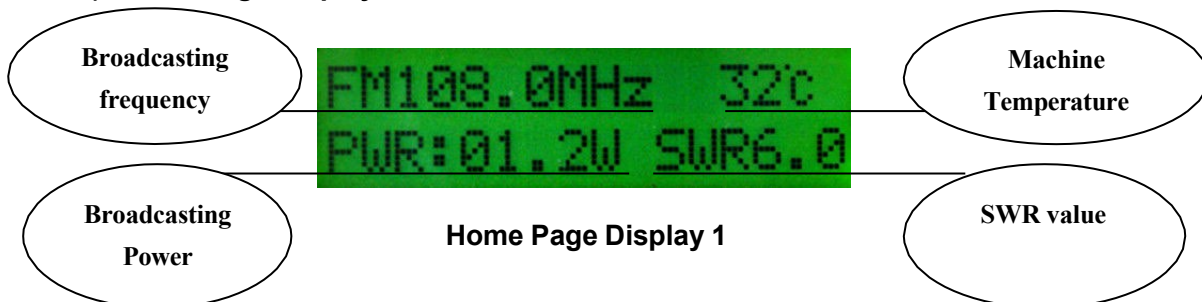 Broadcasting
frequency
FM108.0MHz 32℃
Machine
Temperature
PWR:01.2W SWR6.0
Broadcasting
Power
SWR value
Home Page Display 1